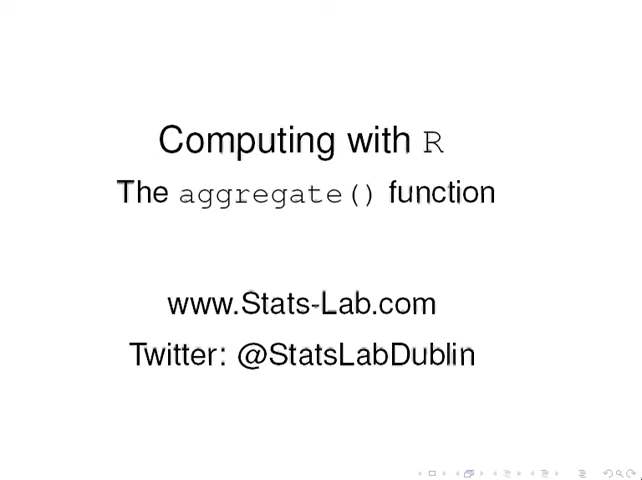 Computing with R
The aggregate() function
www.Stats-Lab.com
Twitter: @StatsLabDublin